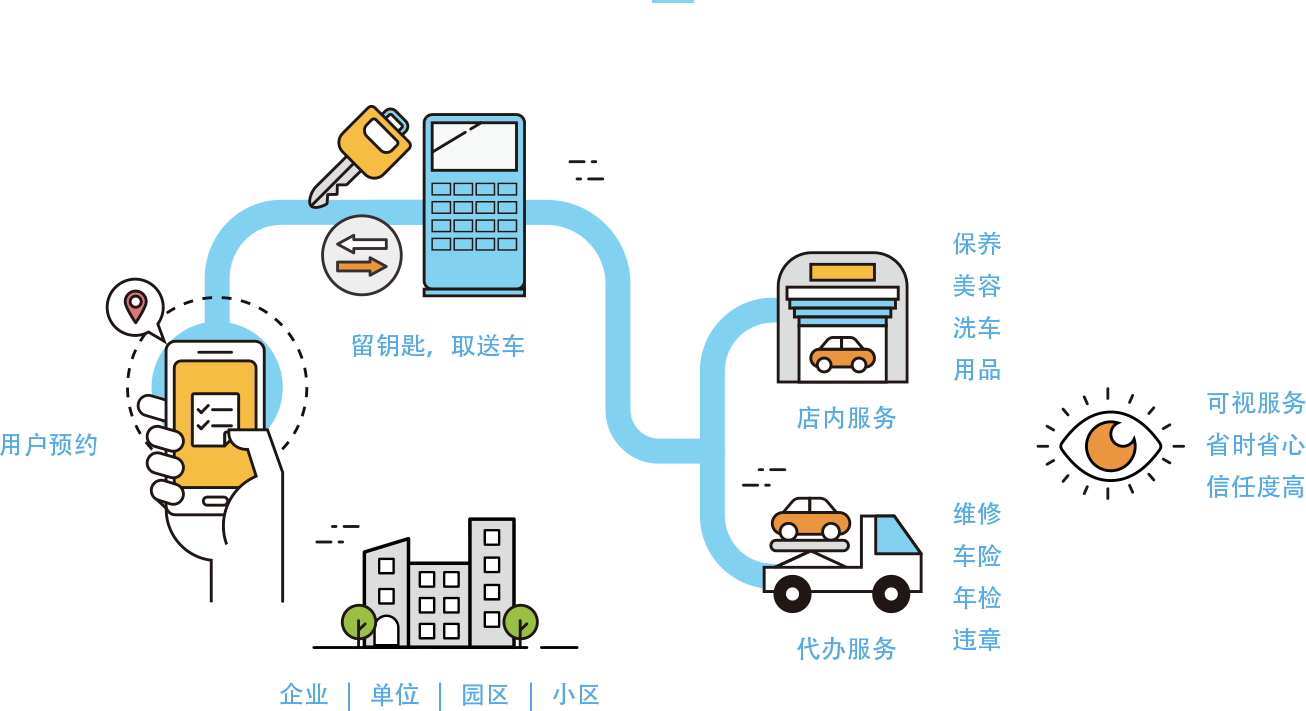 用户预约
留钥匙，取送车
企业｜单位｜园区｜小区
店内服务
保养
美容
洗车
用品
代办服务
维修
车险
年检
违章
可视服务
省时省心
信任度高